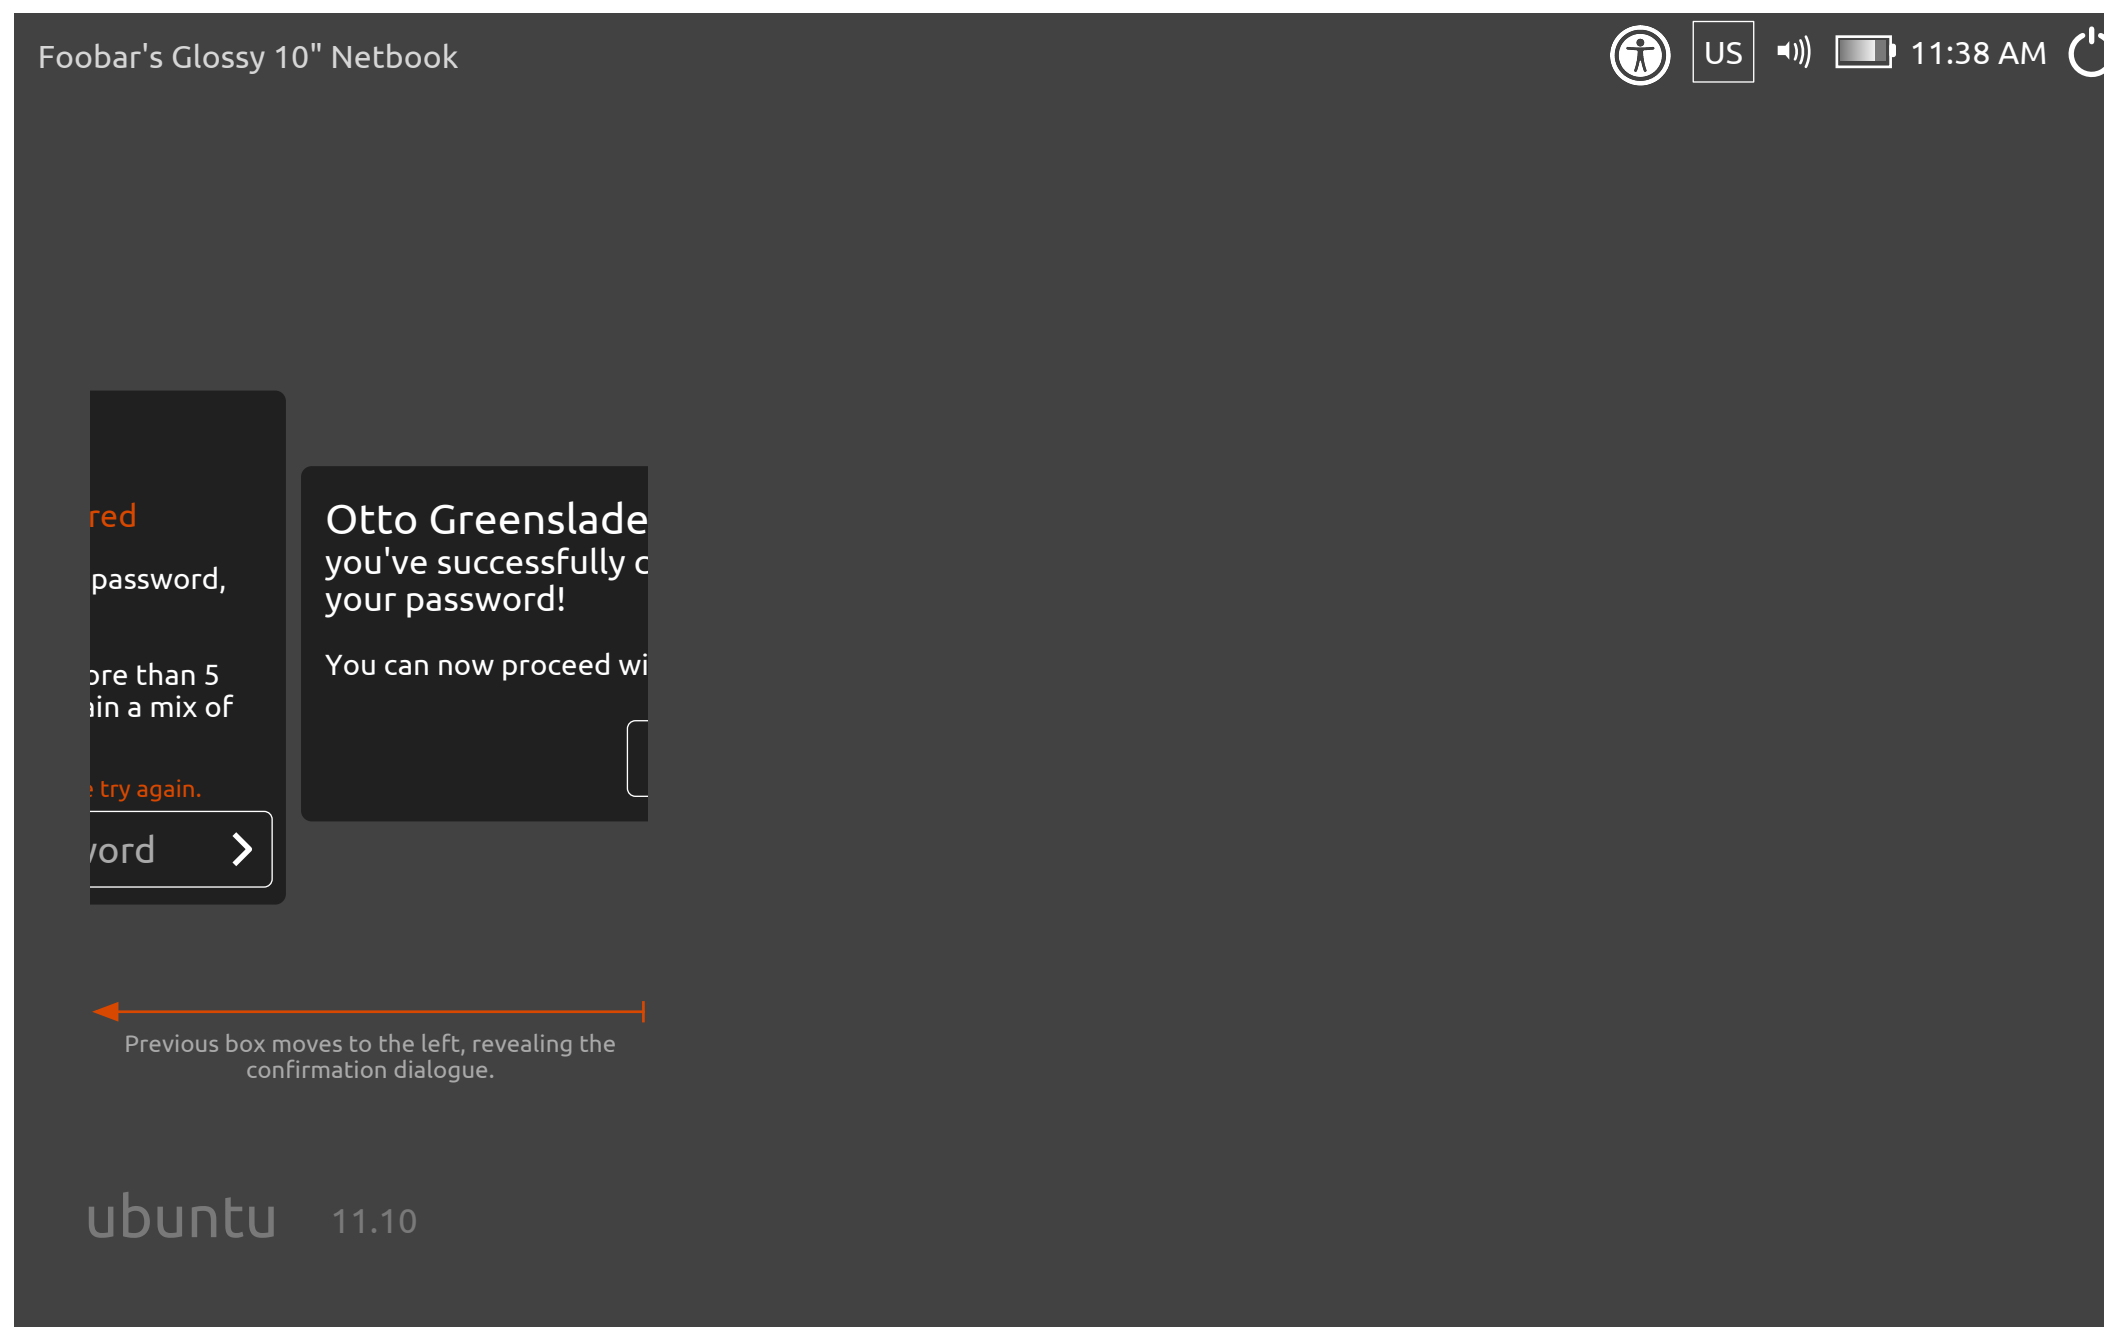 Foobar's Glossy 10" Netbook
US
11:38 AM
red
password,
than 5
a mix of
try again.
Otto Greenslade
you've successfully
your password!
You can now proceed
Previous box moves to the left, revealing the
confirmation dialogue.
ubuntu 11.10